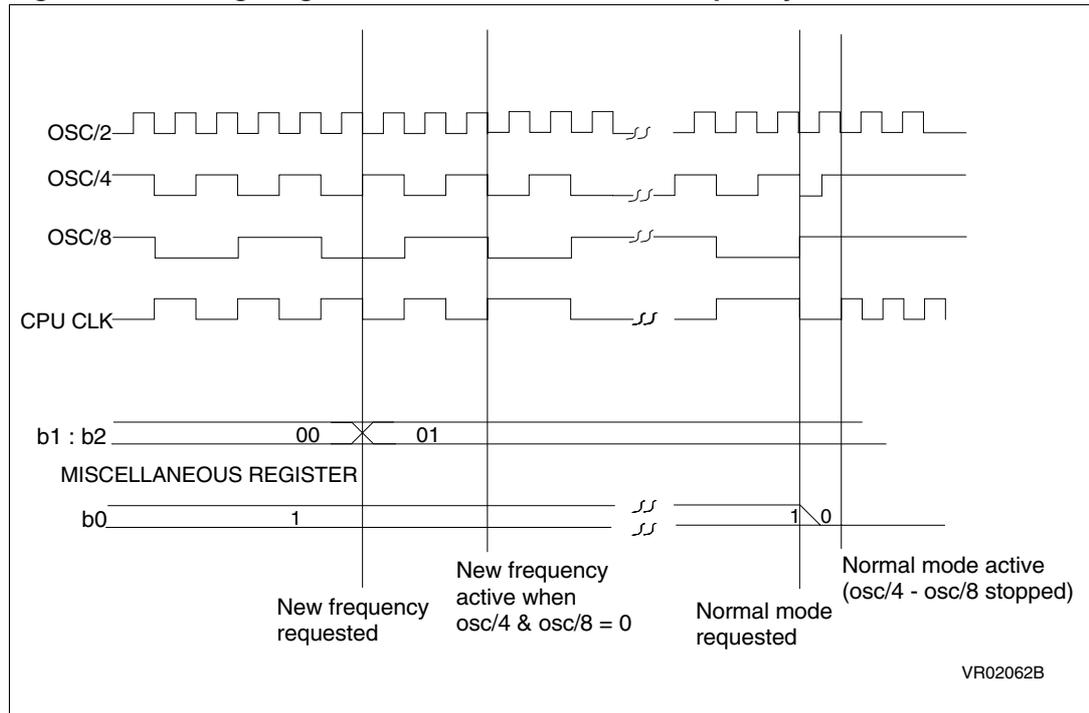 OSC/2
OSC/4
OSC/8
CPU CLK
b1 : b2
00
01
MISCELLANEOUS REGISTER
b0
1
1
0
New frequency
requested
New frequency
active when
osc/4 & osc/8 = 0
Normal mode
requested
Normal mode active
(osc/4 - osc/8 stopped)
VR02062B